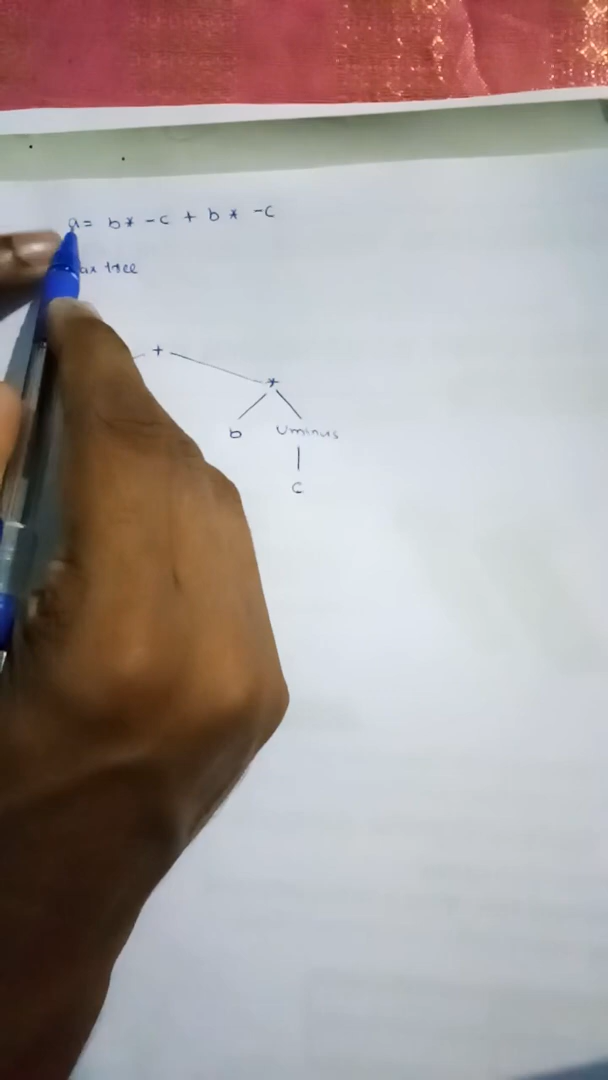 a = b * - c + b * - c
tree
+
*
b Uminus
c